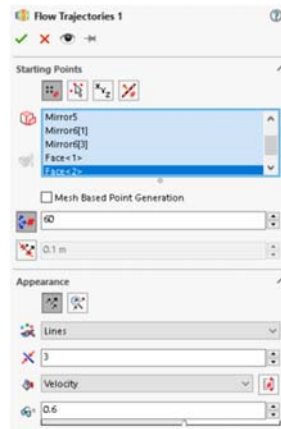 Flow Trajectories 1
Starting Points
Mirror5
Mirror6[1]
Mirror6[3]
Face<1>
Face<2>
Mesh Based Point Generation
60
0.1 m
Appearance
Lines
3
Velocity
0.6